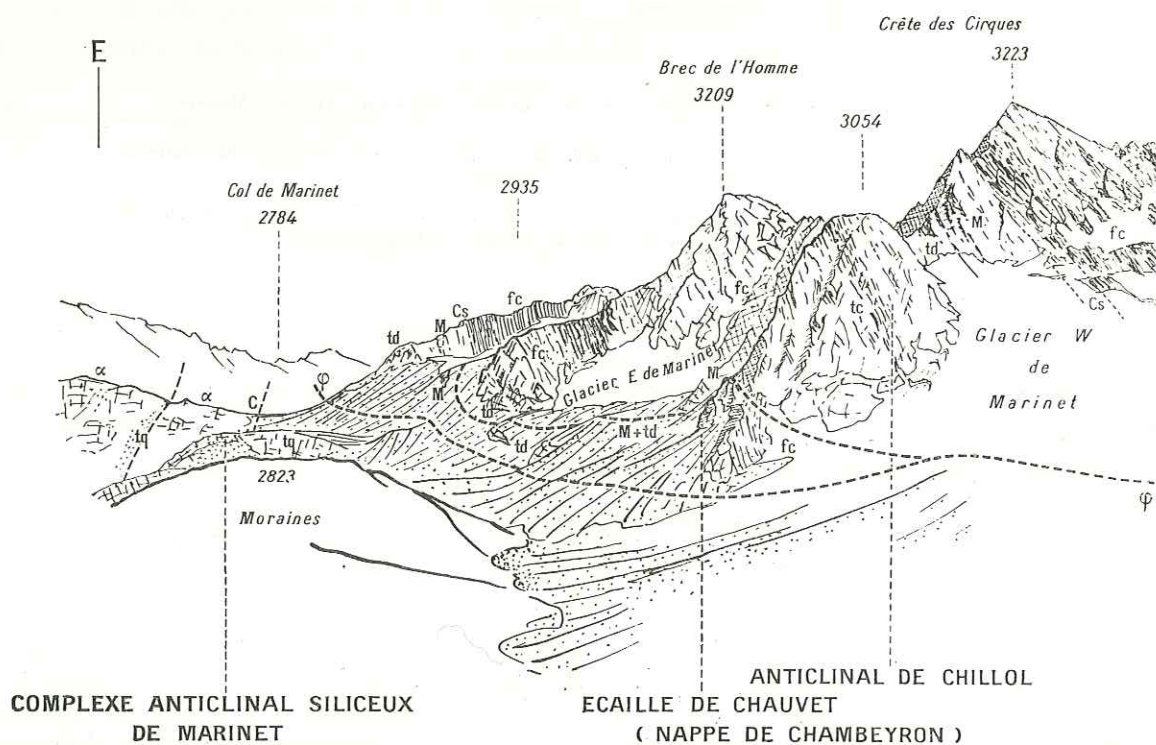 Crête des Cirques
3223
E
Brec de l'Homme
3209
3054
2935
Col de Marinet
2784
M
fc
td
fc
Cs
fc
M
td
fc
tc
Cs
Glacier W
de
Marinet
α
φ
fc
M
Glacier E de Marinet
M
α
C
td
tq
tq
td
M+td
fc
2823
φ
Moraines
ANTICLINAL DE CHILLOL
COMPLEXE ANTICLINAL SILICEUX
DE MARINET
ECAILLE DE CHAUVET
( NAPPE DE CHAMBEYRON )